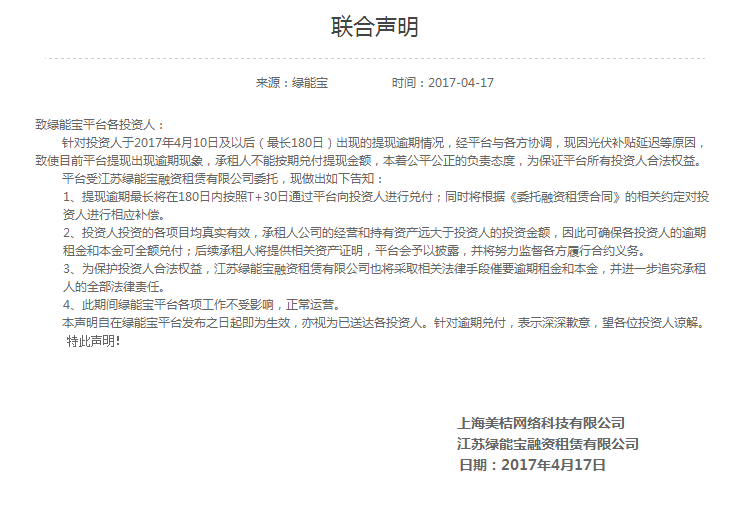 联合声明
来源：绿能宝 时间：2017-04-17
致绿能宝平台各投资人：
针对投资人于2017年4月10日及以后（最长180日）出现的提现逾期情况，经平台与各方协调，现因光伏补贴延迟等原因，
致使目前平台提现出现逾期现象，承租人不能按期兑付提现金额，本着公平公正的负责态度，为保证平台所有投资人合法权益。
平台受江苏绿能宝融资租赁有限公司委托，现做出如下告知：
1、提现逾期最长将在180日内按照T+30日通过平台向投资人进行兑付；同时将根据《委托融资租赁合同》的相关约定对投
资人进行相应补偿。
2、投资人投资的各项目均真实有效，承租人公司的经营和持有资产远大于投资人的投资金额，因此可确保各投资人的逾期
租金和本金可全额兑付；后续承租人将提供相关资产证明，平台会予以披露，并将努力监督各方履行合约义务。
3、为保护投资人合法权益，江苏绿能宝融资租赁有限公司也将采取相关法律手段催要逾期租金和本金，并进一步追究承租
人的全部法律责任。
4、此期间绿能宝平台各项工作不受影响，正常运营。
本声明自在绿能宝平台发布之日起即为生效，亦视为已送达各投资人。针对逾期兑付，表示深深歉意，望各位投资人谅解。
特此声明！
上海美桔网络科技有限公司
江苏绿能宝融资租赁有限公司
日期：2017年4月17日